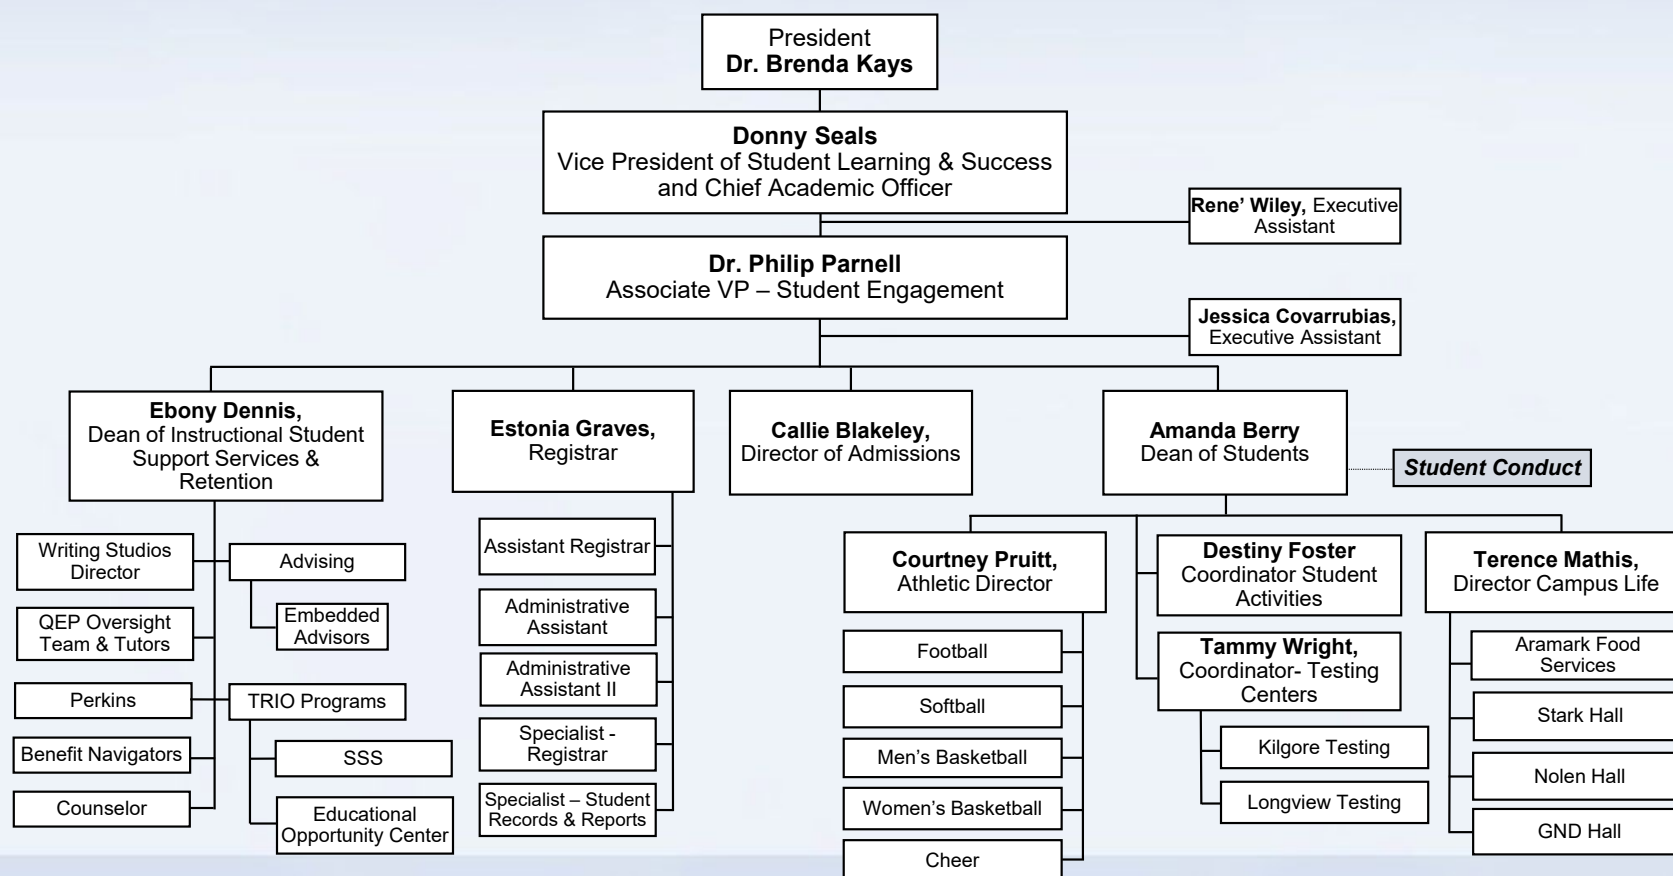 President
Dr. Brenda Kays
Donny Seals
Vice President of Student Learning & Success
and Chief Academic Officer
Rene’ Wiley, Executive
Assistant
Dr. Philip Parnell
Associate VP – Student Engagement
Jessica Covarrubias,
Executive Assistant
Ebony Dennis,
Dean of Instructional Student
Support Services &
Retention
Estonia Graves,
Registrar
Callie Blakeley,
Director of Admissions
Amanda Berry
Dean of Students
Student Conduct
Writing Studios
Director
Advising
Embedded
Advisors
QEP Oversight
Team & Tutors
Perkins
TRIO Programs
Benefit Navigators
SSS
Counselor
Educational
Opportunity Center
Assistant Registrar
Administrative
Assistant
Administrative
Assistant II
Specialist -
Registrar
Specialist – Student
Records & Reports
Courtney Pruitt,
Athletic Director
Football
Softball
Men’s Basketball
Women’s Basketball
Cheer
Destiny Foster
Coordinator Student
Activities
Tammy Wright,
Coordinator- Testing
Centers
Kilgore Testing
Longview Testing
Terence Mathis,
Director Campus Life
Aramark Food
Services
Stark Hall
Nolen Hall
GND Hall